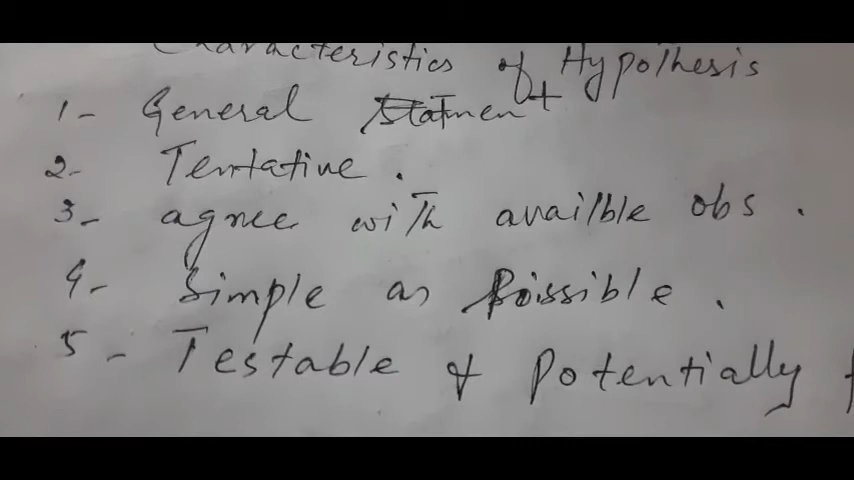 Characteristics of Hypothesis
1- General Statment
2- Tentative.
3- agree with availble obs.
4- Simple as Poissible.
5- Testable & Potentially f